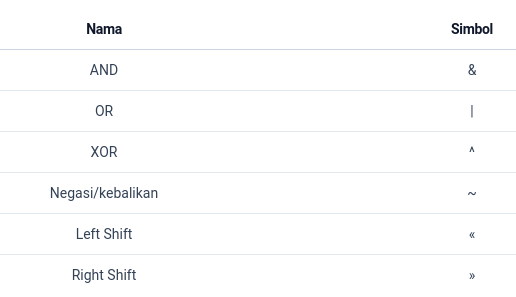 Nama Simbol
AND &
OR |
XOR ^
Negasi/kebalikan ~
Left Shift «
Right Shift »